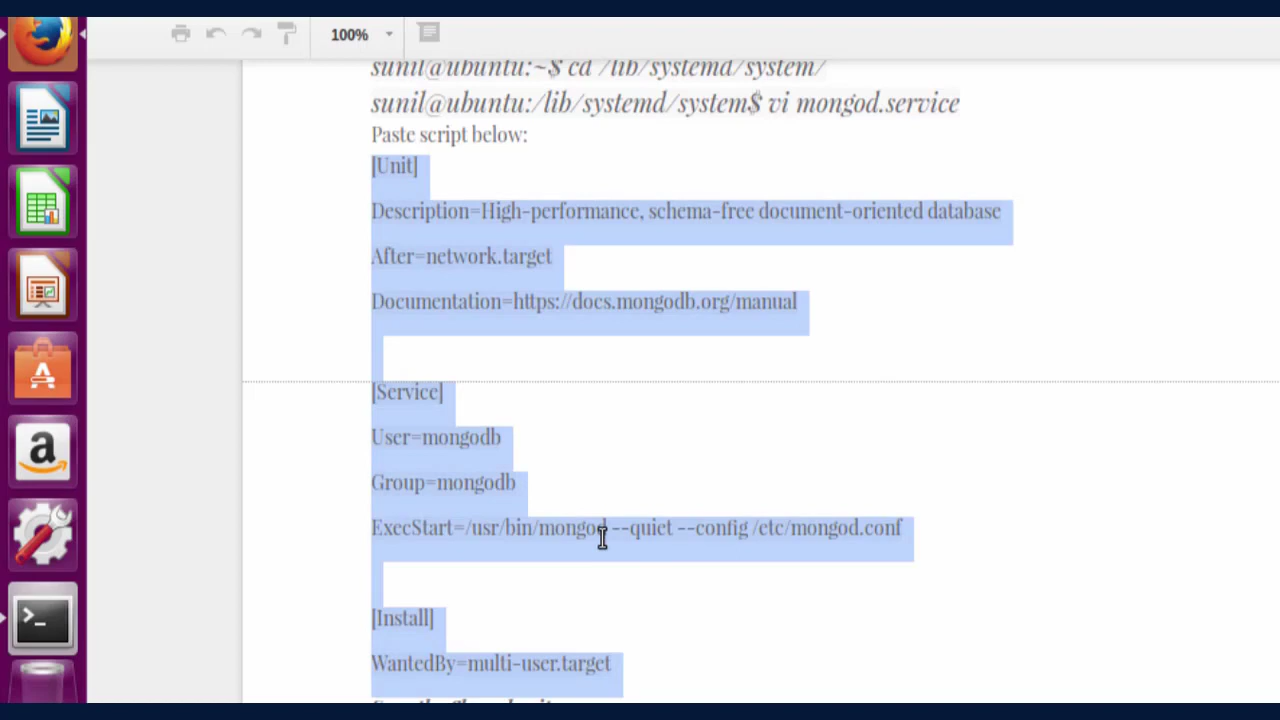 100%
sunil@ubuntu:~$ cd /lib/systemd/system/
sunil@ubuntu:/lib/systemd/system$ vi mongod.service
Paste script below:
[Unit]
Description=High-performance, schema-free document-oriented database
After=network.target
Documentation=https://docs.mongodb.org/manual
[Service]
User=mongodb
Group=mongodb
ExecStart=/usr/bin/mongod --quiet --config /etc/mongod.conf
[Install]
WantedBy=multi-user.target